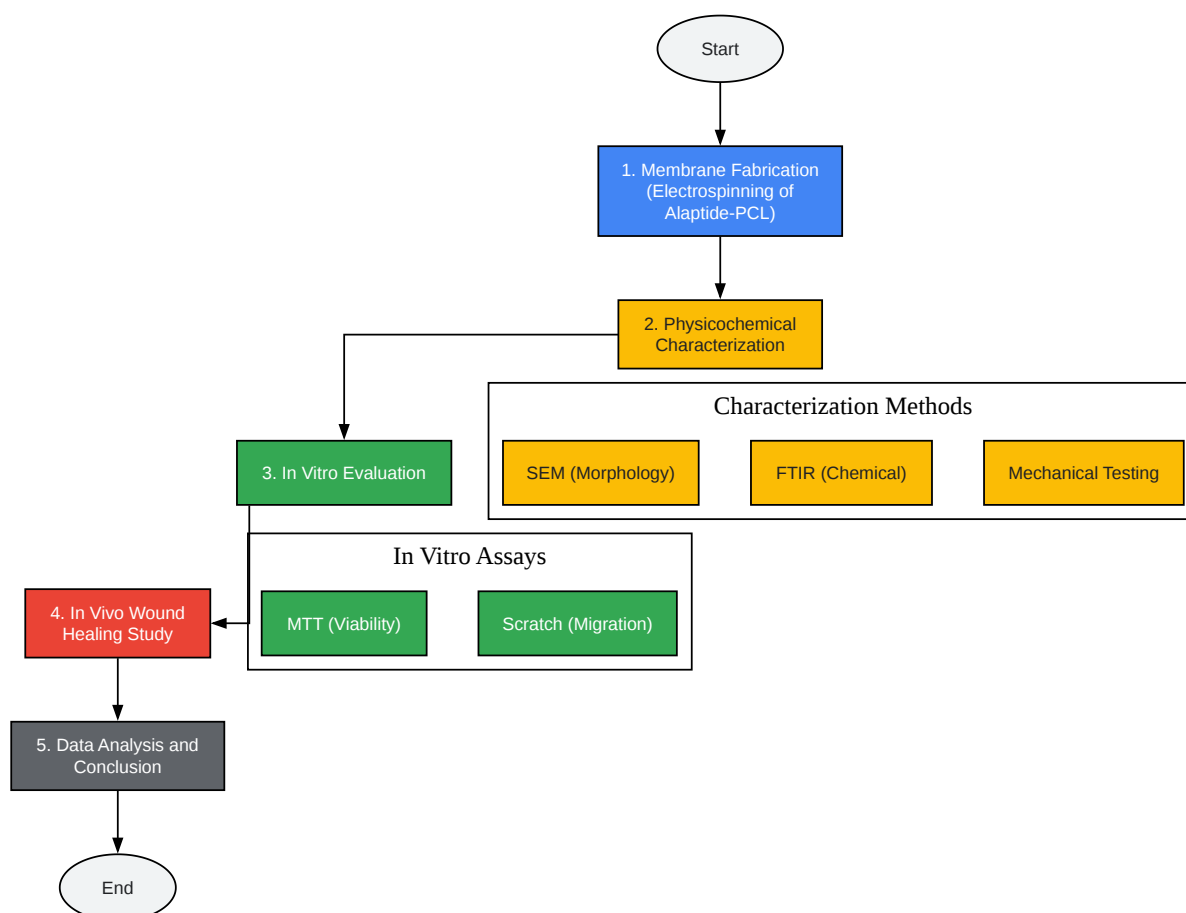 Start
1. Membrane Fabrication
(Electrospinning of
Alaptide-PCL)
2. Physicochemical
Characterization
Characterization Methods
3. In Vitro Evaluation
SEM (Morphology)
FTIR (Chemical)
Mechanical Testing
In Vitro Assays
4. In Vivo Wound
Healing Study
MTT (Viability)
Scratch (Migration)
5. Data Analysis and
Conclusion
End